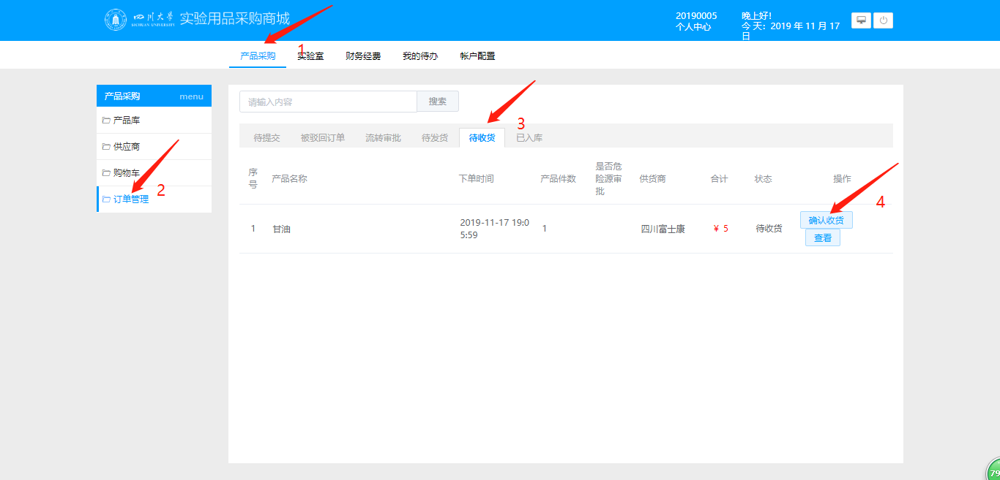 四川大学
SICHUAN UNIVERSITY
实验用品采购商城
20190005
个人中心
晚上好!
今 天: 2019 年 11 月 17
日
产品采购
1
实验室
财务经费
我的待办
帐户配置
产品采购 menu
产品库
供应商
购物车
订单管理
2
请输入内容
搜索
待提交
被驳回订单
流转审批
待发货
待收货
3
已入库
序
号
产品名称
下单时间
产品件数
是否危
险源审
批
供货商
合计
状态
操作
4
1
甘油
2019-11-17 19:0
5:59
1
四川富士康
¥ 5
待收货
确认收货
查看